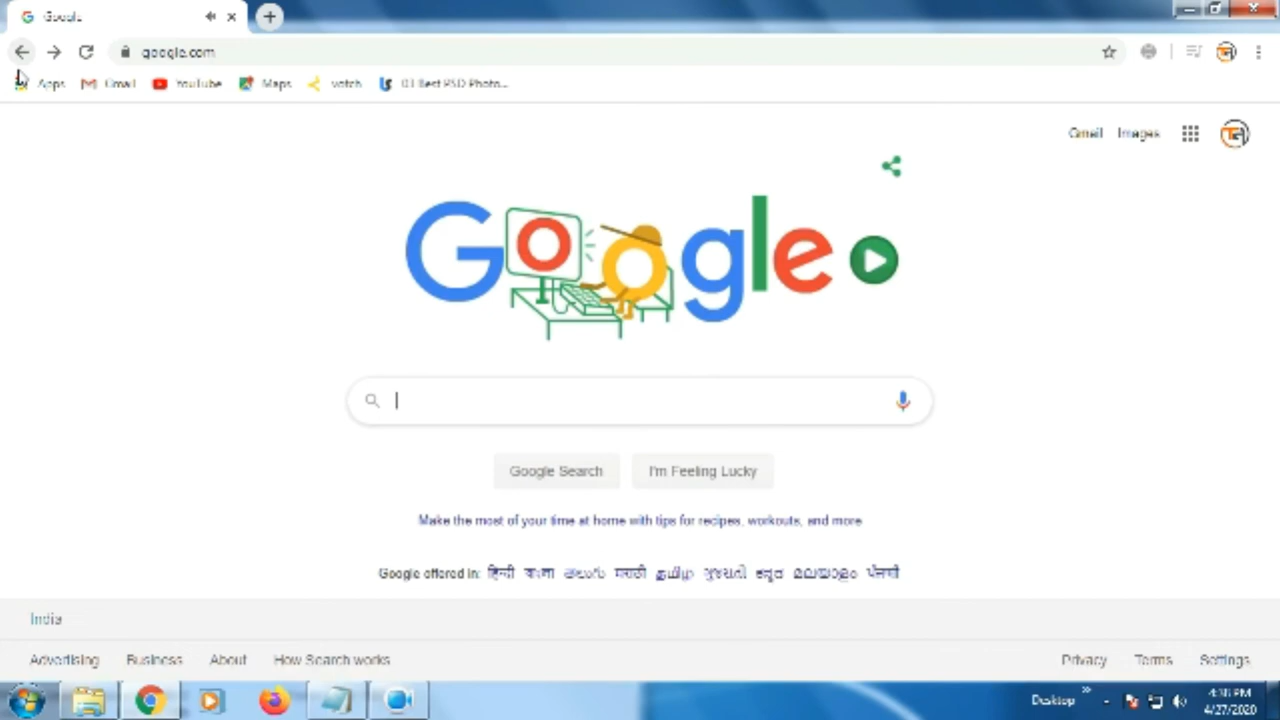 Google
google.com
Apps Gmail YouTube Maps votch 03 Best PSD Photo...
Gmail Images
Google
Google Search I'm Feeling Lucky
Make the most of your time at home with tips for recipes, workouts, and more
Google offered in: हिन्दी বাংলা తెలుగు मराठी தமிழ் ગુજરાતી ಕನ್ನಡ മലയാളം ਪੰਜਾਬੀ
India
Advertising Business About How Search works Privacy Terms Settings
Desktop 4:38 PM
4/27/2020